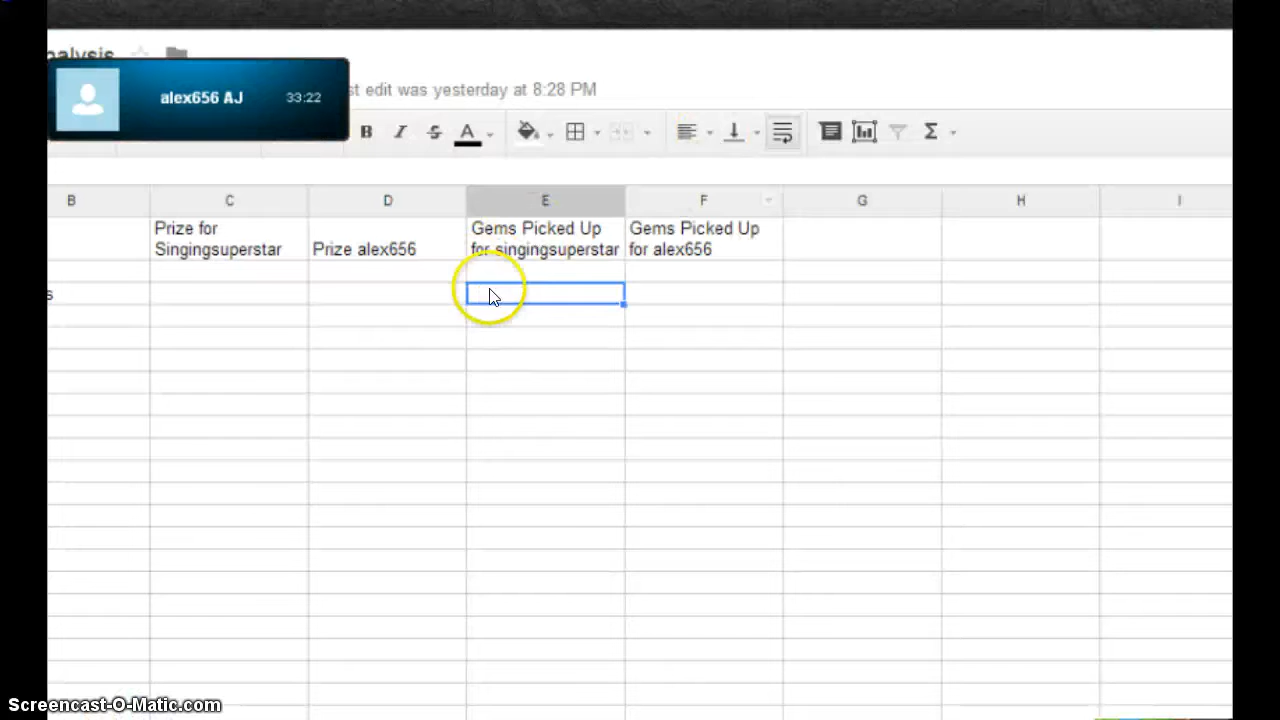 alex656 AJ 33:22
st edit was yesterday at 8:28 PM
B I S A Σ
B C D E F G H I
Prize for
Singingsuperstar
Prize alex656
Gems Picked Up
for singingsuperstar
Gems Picked Up
for alex656
s
Screencast-O-Matic.com